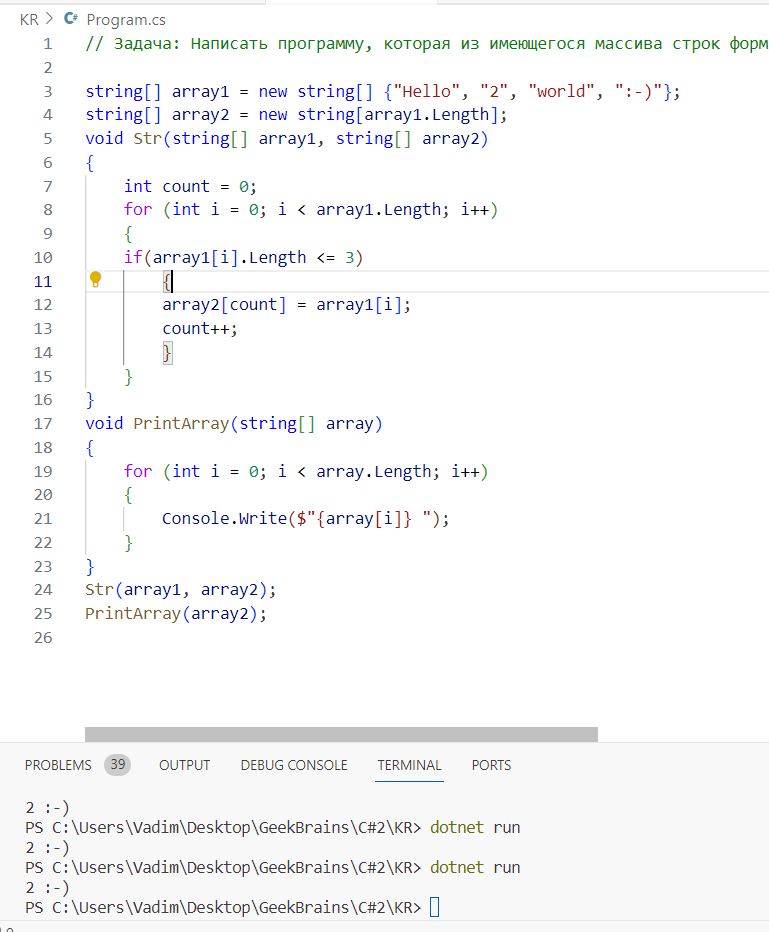 KR > Program.cs
1 // Задача: Написать программу, которая из имеющегося массива строк форм
2
3 string[] array1 = new string[] {"Hello", "2", "world", ":-)"};
4 string[] array2 = new string[array1.Length];
5 void Str(string[] array1, string[] array2)
6 {
7 int count = 0;
8 for (int i = 0; i < array1.Length; i++)
9 {
10 if(array1[i].Length <= 3)
11 {
12 array2[count] = array1[i];
13 count++;
14 }
15 }
16 }
17 void PrintArray(string[] array)
18 {
19 for (int i = 0; i < array.Length; i++)
20 {
21 Console.Write($"{array[i]} ");
22 }
23 }
24 Str(array1, array2);
25 PrintArray(array2);
26
PROBLEMS 39 OUTPUT DEBUG CONSOLE TERMINAL PORTS
2 :-)
PS C:\Users\Vadim\Desktop\GeekBrains\C#2\KR> dotnet run
2 :-)
PS C:\Users\Vadim\Desktop\GeekBrains\C#2\KR> dotnet run
2 :-)
PS C:\Users\Vadim\Desktop\GeekBrains\C#2\KR>